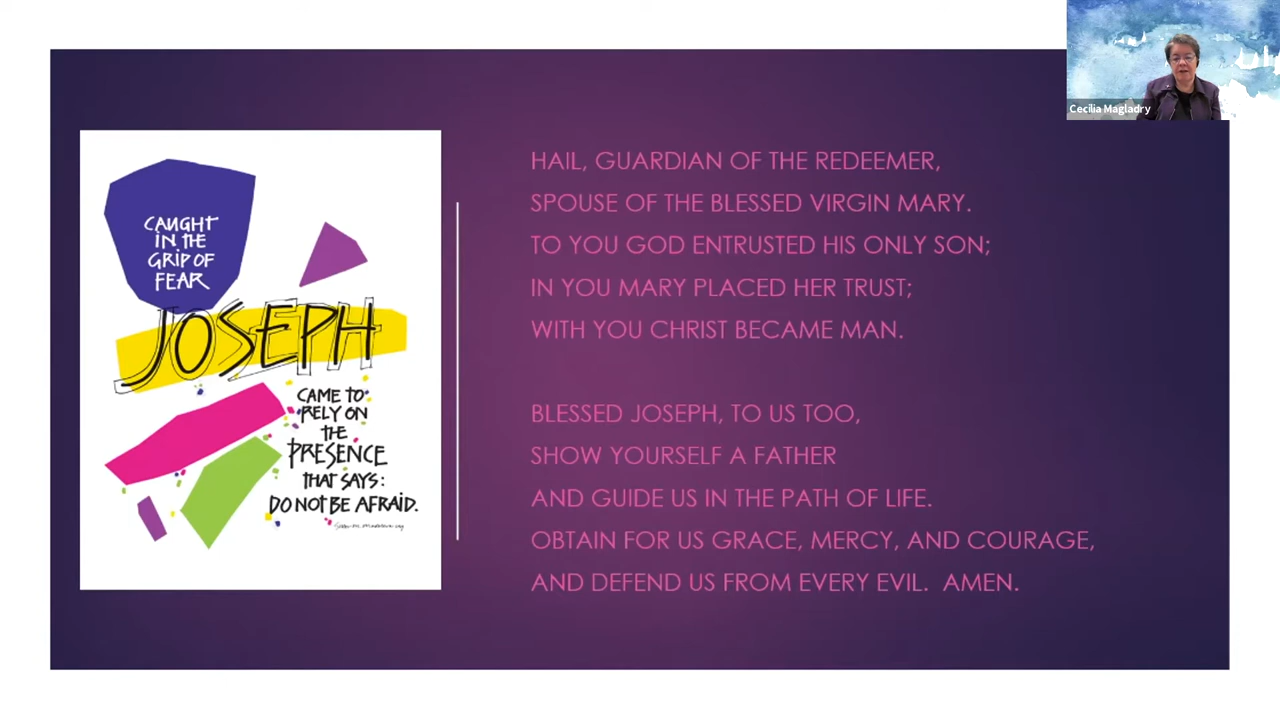 Cecilia Magladry
CAUGHT
IN THE
GRIP OF
FEAR
JOSEPH
CAME TO
RELY ON
THE
PRESENCE
THAT SAYS:
DO NOT BE AFRAID.
HAIL, GUARDIAN OF THE REDEEMER,
SPOUSE OF THE BLESSED VIRGIN MARY.
TO YOU GOD ENTRUSTED HIS ONLY SON;
IN YOU MARY PLACED HER TRUST;
WITH YOU CHRIST BECAME MAN.
BLESSED JOSEPH, TO US TOO,
SHOW YOURSELF A FATHER
AND GUIDE US IN THE PATH OF LIFE.
OBTAIN FOR US GRACE, MERCY, AND COURAGE,
AND DEFEND US FROM EVERY EVIL.  AMEN.